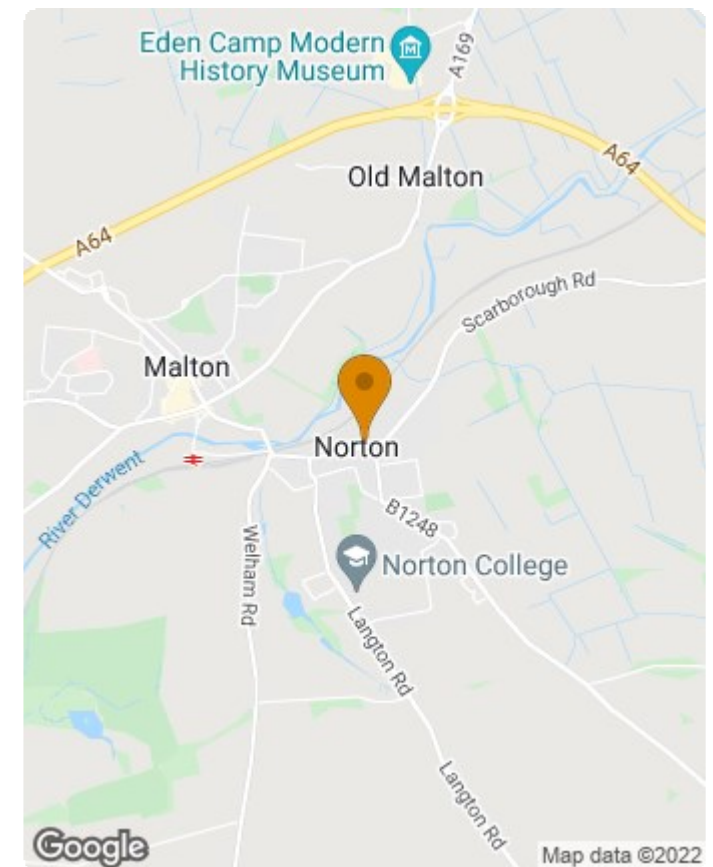 Eden Camp Modern
History Museum
A169
A64
Old Malton
A64
Scarborough Rd
Malton
Norton
River Derwent
B1248
Welham Rd
Norton College
Langton Rd
Langton Rd
Google
Map data ©2022